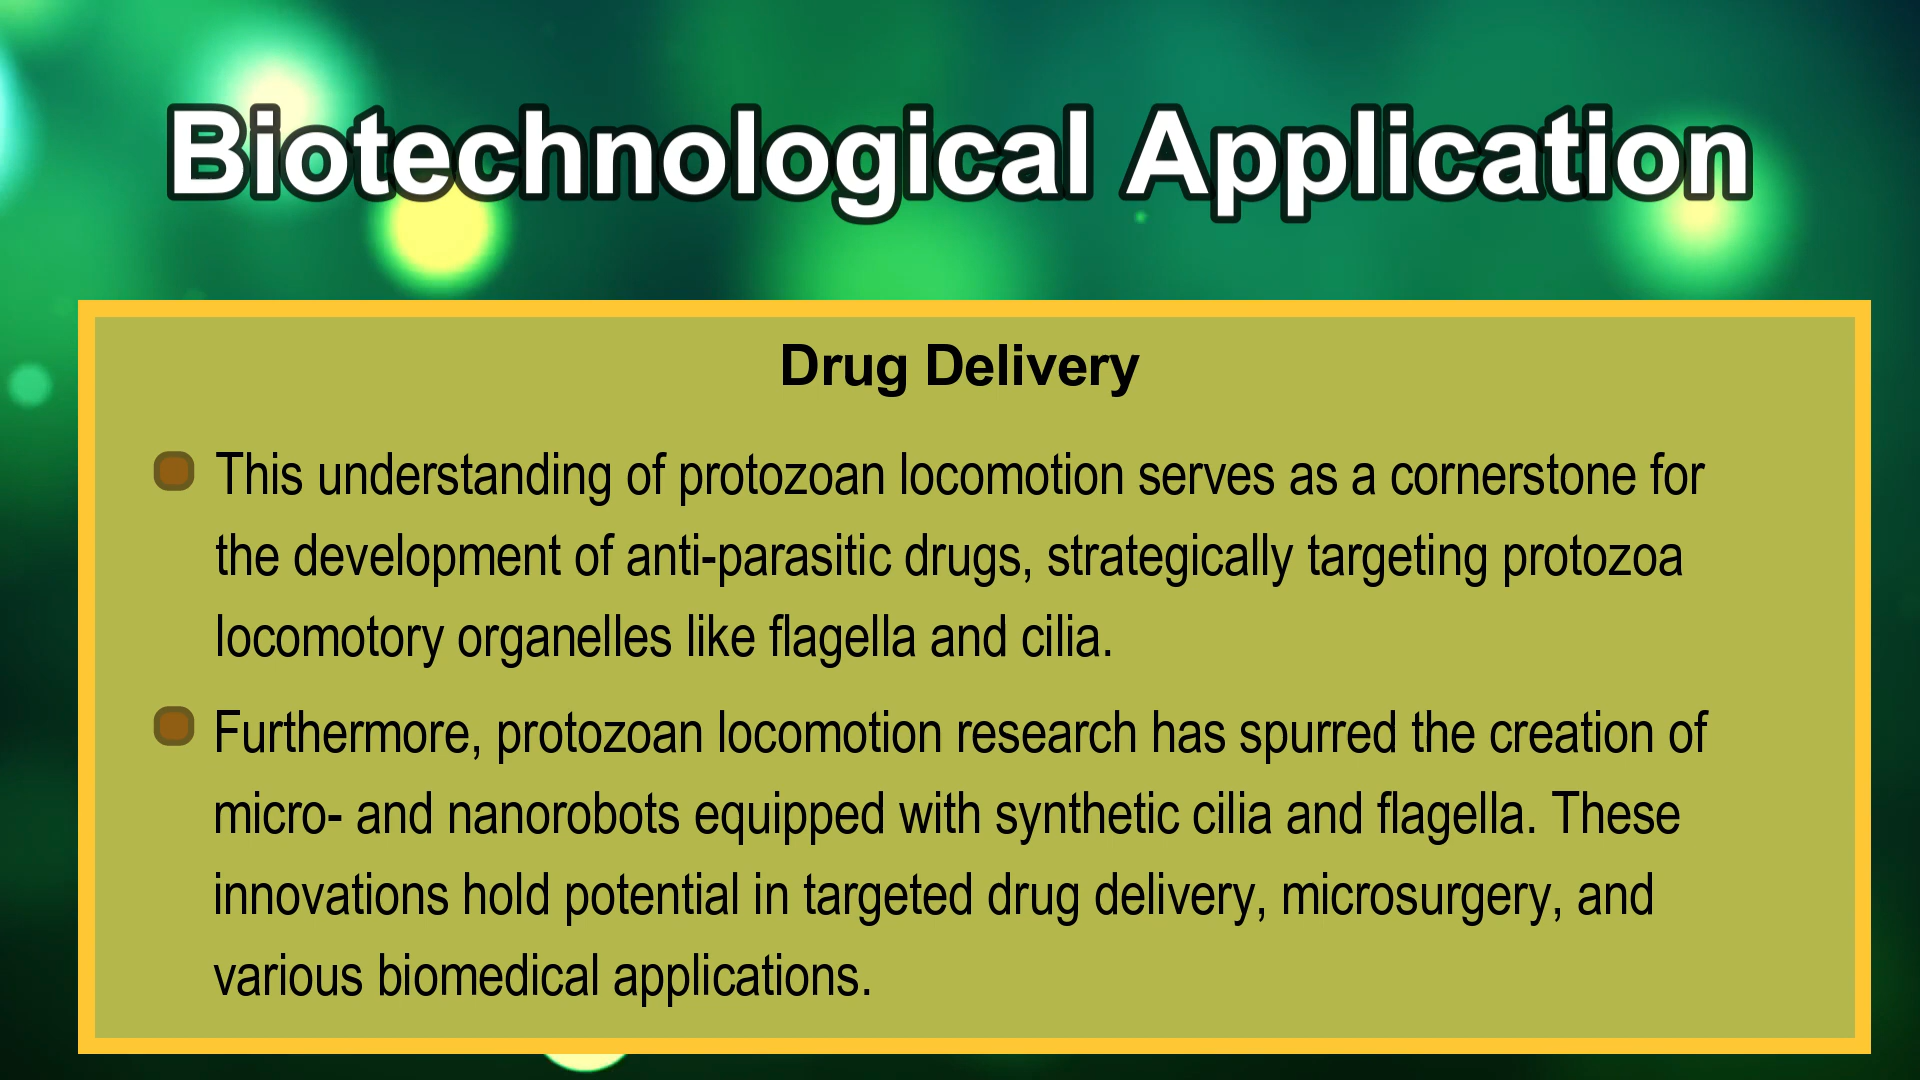 Biotechnological Application
Drug Delivery
This understanding of protozoan locomotion serves as a cornerstone for
the development of anti-parasitic drugs, strategically targeting protozoa
locomotory organelles like flagella and cilia.
Furthermore, protozoan locomotion research has spurred the creation of
micro- and nanorobots equipped with synthetic cilia and flagella. These
innovations hold potential in targeted drug delivery, microsurgery, and
various biomedical applications.